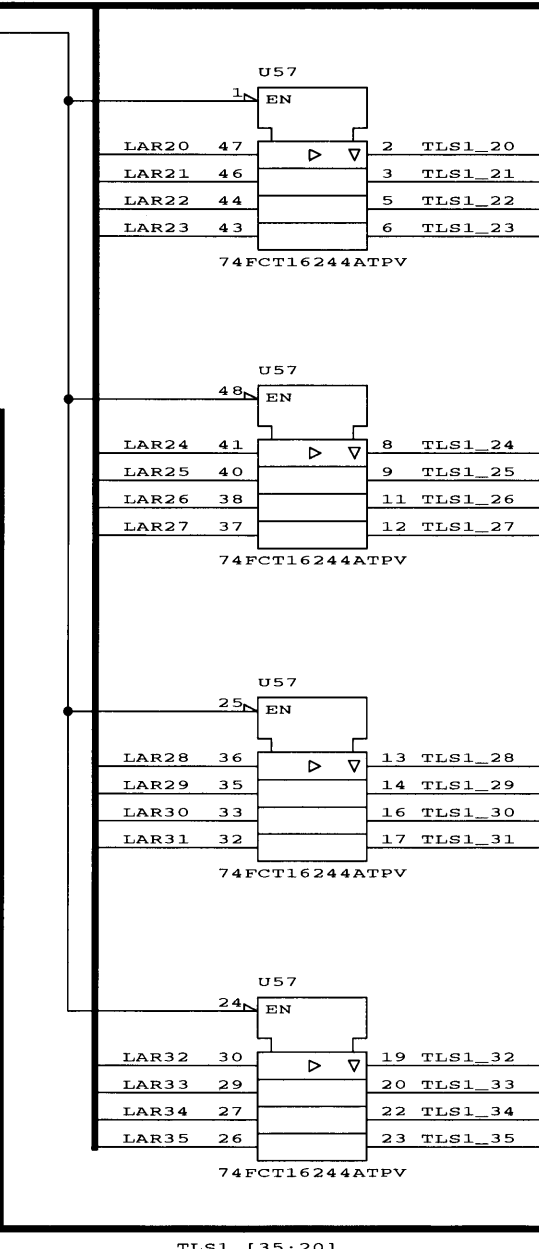 U57
1 EN
LAR20 47 2 TLS1_20
LAR21 46 3 TLS1_21
LAR22 44 5 TLS1_22
LAR23 43 6 TLS1_23
74FCT16244ATPV
U57
48 EN
LAR24 41 8 TLS1_24
LAR25 40 9 TLS1_25
LAR26 38 11 TLS1_26
LAR27 37 12 TLS1_27
74FCT16244ATPV
U57
25 EN
LAR28 36 13 TLS1_28
LAR29 35 14 TLS1_29
LAR30 33 16 TLS1_30
LAR31 32 17 TLS1_31
74FCT16244ATPV
U57
24 EN
LAR32 30 19 TLS1_32
LAR33 29 20 TLS1_33
LAR34 27 22 TLS1_34
LAR35 26 23 TLS1_35
74FCT16244ATPV
TLS1_[35:20]